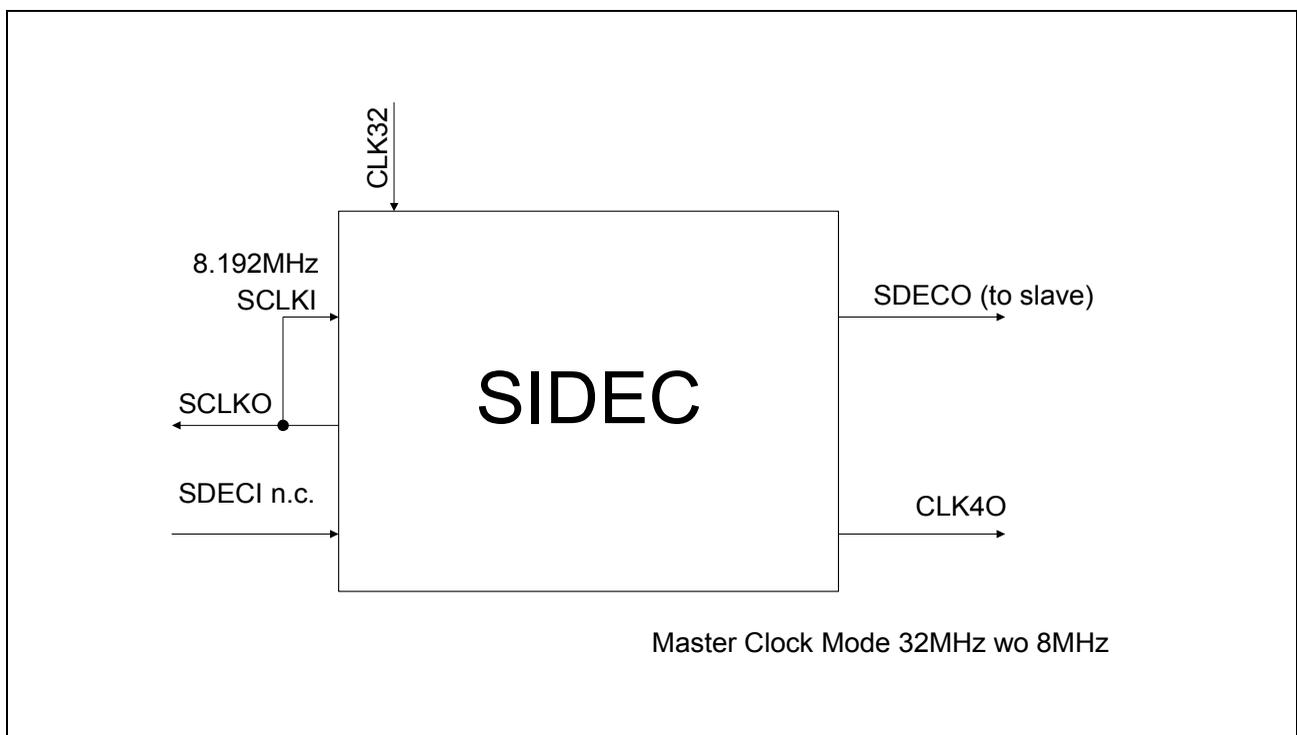 CLK32
8.192MHz
SCLKI
SDECO (to slave)
SIDEC
SCLKO
SDECI n.c.
CLK4O
Master Clock Mode 32MHz wo 8MHz